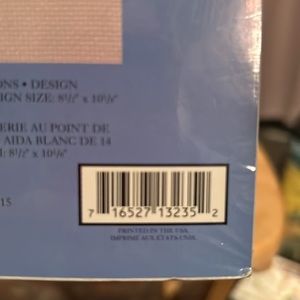 ONS • DESIGN
IGN SIZE: 8½" x 10⅛"
ERIE AU POINT DE
AIDA BLANC DE 14
: 8½" x 10⅛"
15
7 16527 13235 2
PRINTED IN THE USA
IMPRIMÉ AUX ÉTATS-UNIS